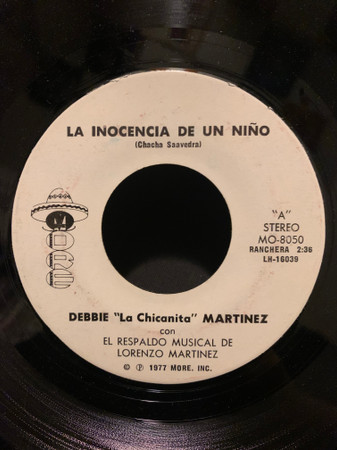 LA INOCENCIA DE UN NIÑO
(Chacha Saavedra)
"A"
STEREO
MO-8050
RANCHERA 2:36
LH-16039
MORE
DEBBIE "La Chicanita" MARTINEZ
con
EL RESPALDO MUSICAL DE
LORENZO MARTINEZ
© ℗ 1977 MORE. INC.